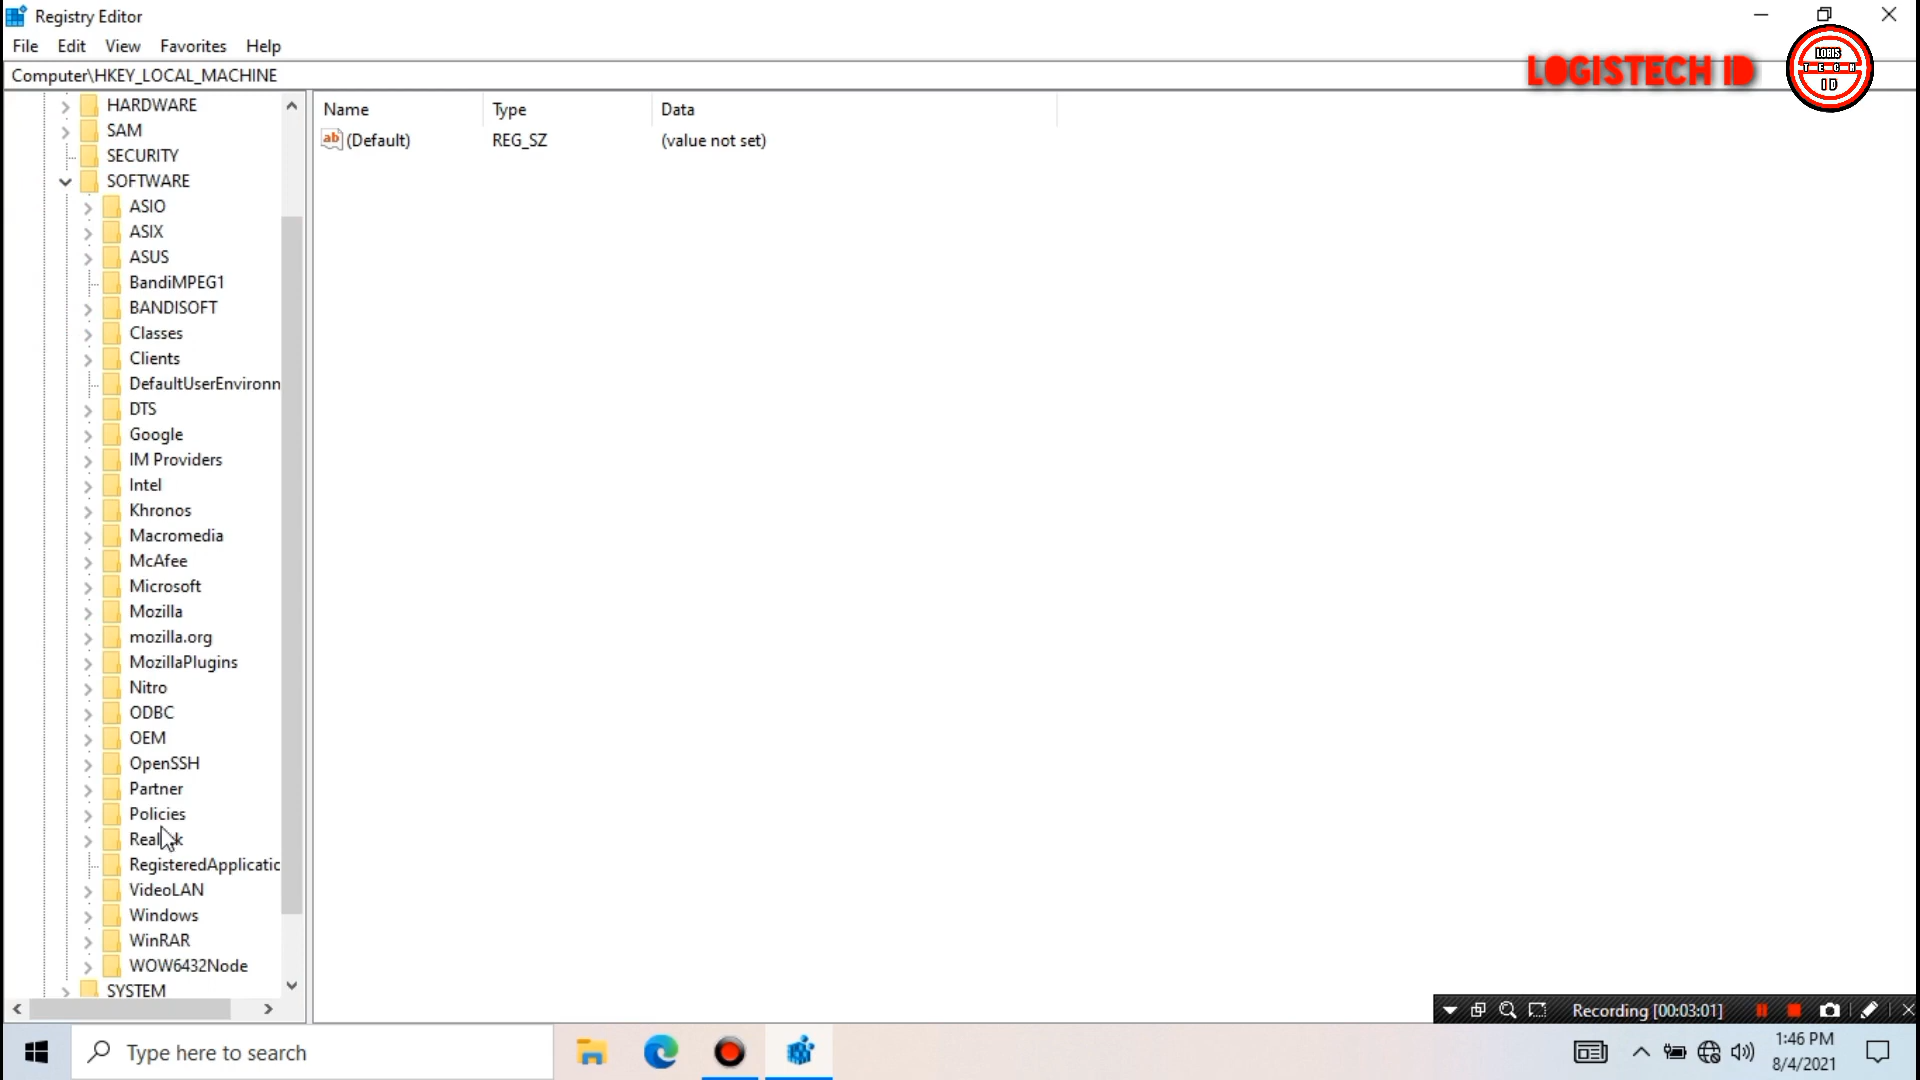 Registry Editor
File Edit View Favorites Help
Computer\HKEY_LOCAL_MACHINE
LOGISTECH ID
LOGIS
TECH
ID
Name Type Data
(Default) REG_SZ (value not set)
HARDWARE
SAM
SECURITY
SOFTWARE
ASIO
ASIX
ASUS
BandiMPEG1
BANDISOFT
Classes
Clients
DefaultUserEnvironn
DTS
Google
IM Providers
Intel
Khronos
Macromedia
McAfee
Microsoft
Mozilla
mozilla.org
MozillaPlugins
Nitro
ODBC
OEM
OpenSSH
Partner
Policies
RegisteredApplicatic
VideoLAN
Windows
WinRAR
WOW6432Node
SYSTEM
Recording [00:03:01]
Type here to search
1:46 PM
8/4/2021